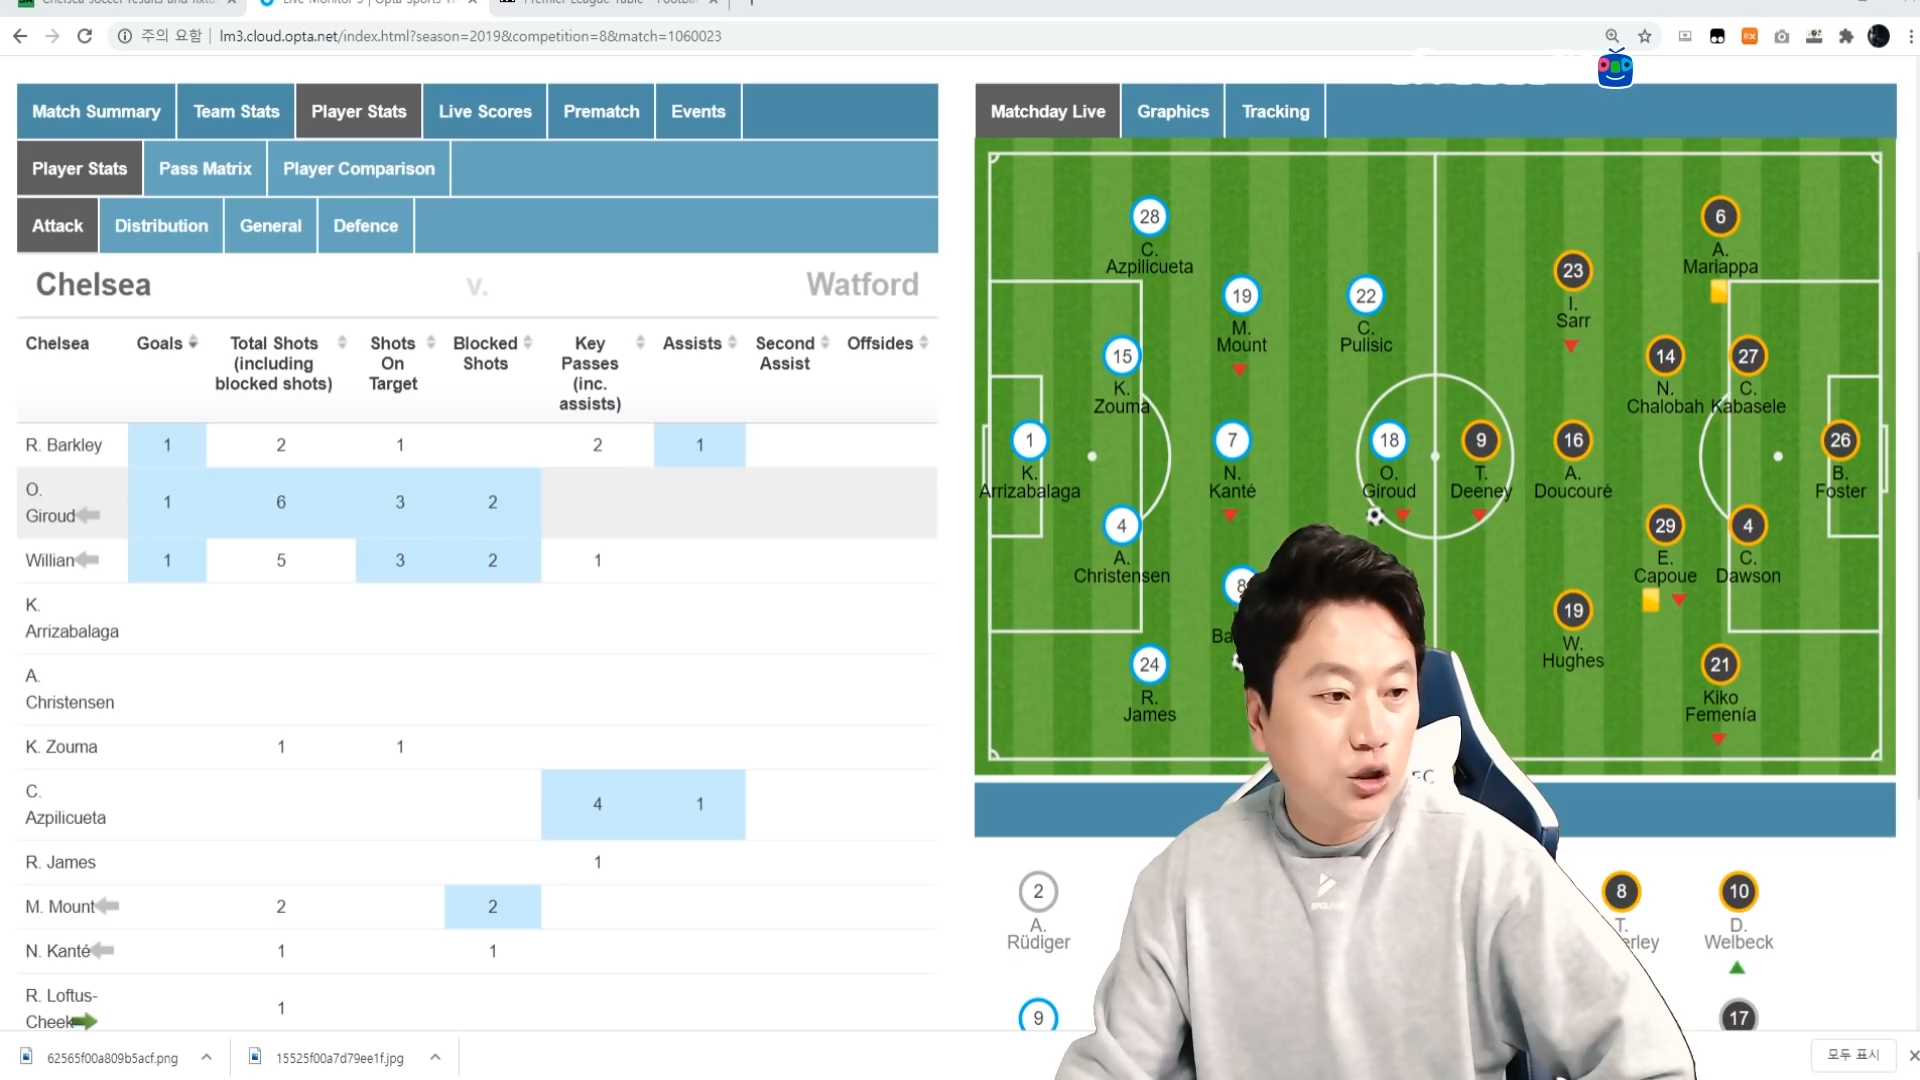 주의 요함
lm3.cloud.opta.net/index.html?season=2019&competition=8&match=1060023
Match Summary
Team Stats
Player Stats
Live Scores
Prematch
Events
Player Stats
Pass Matrix
Player Comparison
Attack
Distribution
General
Defence
Chelsea
v.
Watford
Chelsea
Goals
Total Shots
(including
blocked shots)
Shots
On
Target
Blocked
Shots
Key
Passes
(inc.
assists)
Assists
Second
Assist
Offsides
R. Barkley 1 2 1 2 1
O.
Giroud 1 6 3 2
Willian 1 5 3 2 1
K.
Arrizabalaga
A.
Christensen
K. Zouma 1 1
C.
Azpilicueta 4 1
R. James 1
M. Mount 2 2
N. Kanté 1 1
R. Loftus-
Cheek 1
Matchday Live
Graphics
Tracking
28
C.
Azpilicueta
6
A.
Mariappa
19
M.
Mount
22
C.
Pulisic
23
I.
Sarr
15
K.
Zouma
14
N.
Chalobah
27
C.
Kabasele
1
K.
Arrizabalaga
7
N.
Kanté
18
O.
Giroud
9
T.
Deeney
16
A.
Doucouré
26
B.
Foster
4
A.
Christensen
29
E.
Capoue
4
C.
Dawson
8
19
W.
Hughes
24
R.
James
21
Kiko
Femenía
2
A.
Rüdiger
8
T.
10
D.
Welbeck
9
17
62565f00a809b5acf.png
15525f00a7d79ee1f.jpg
모두 표시